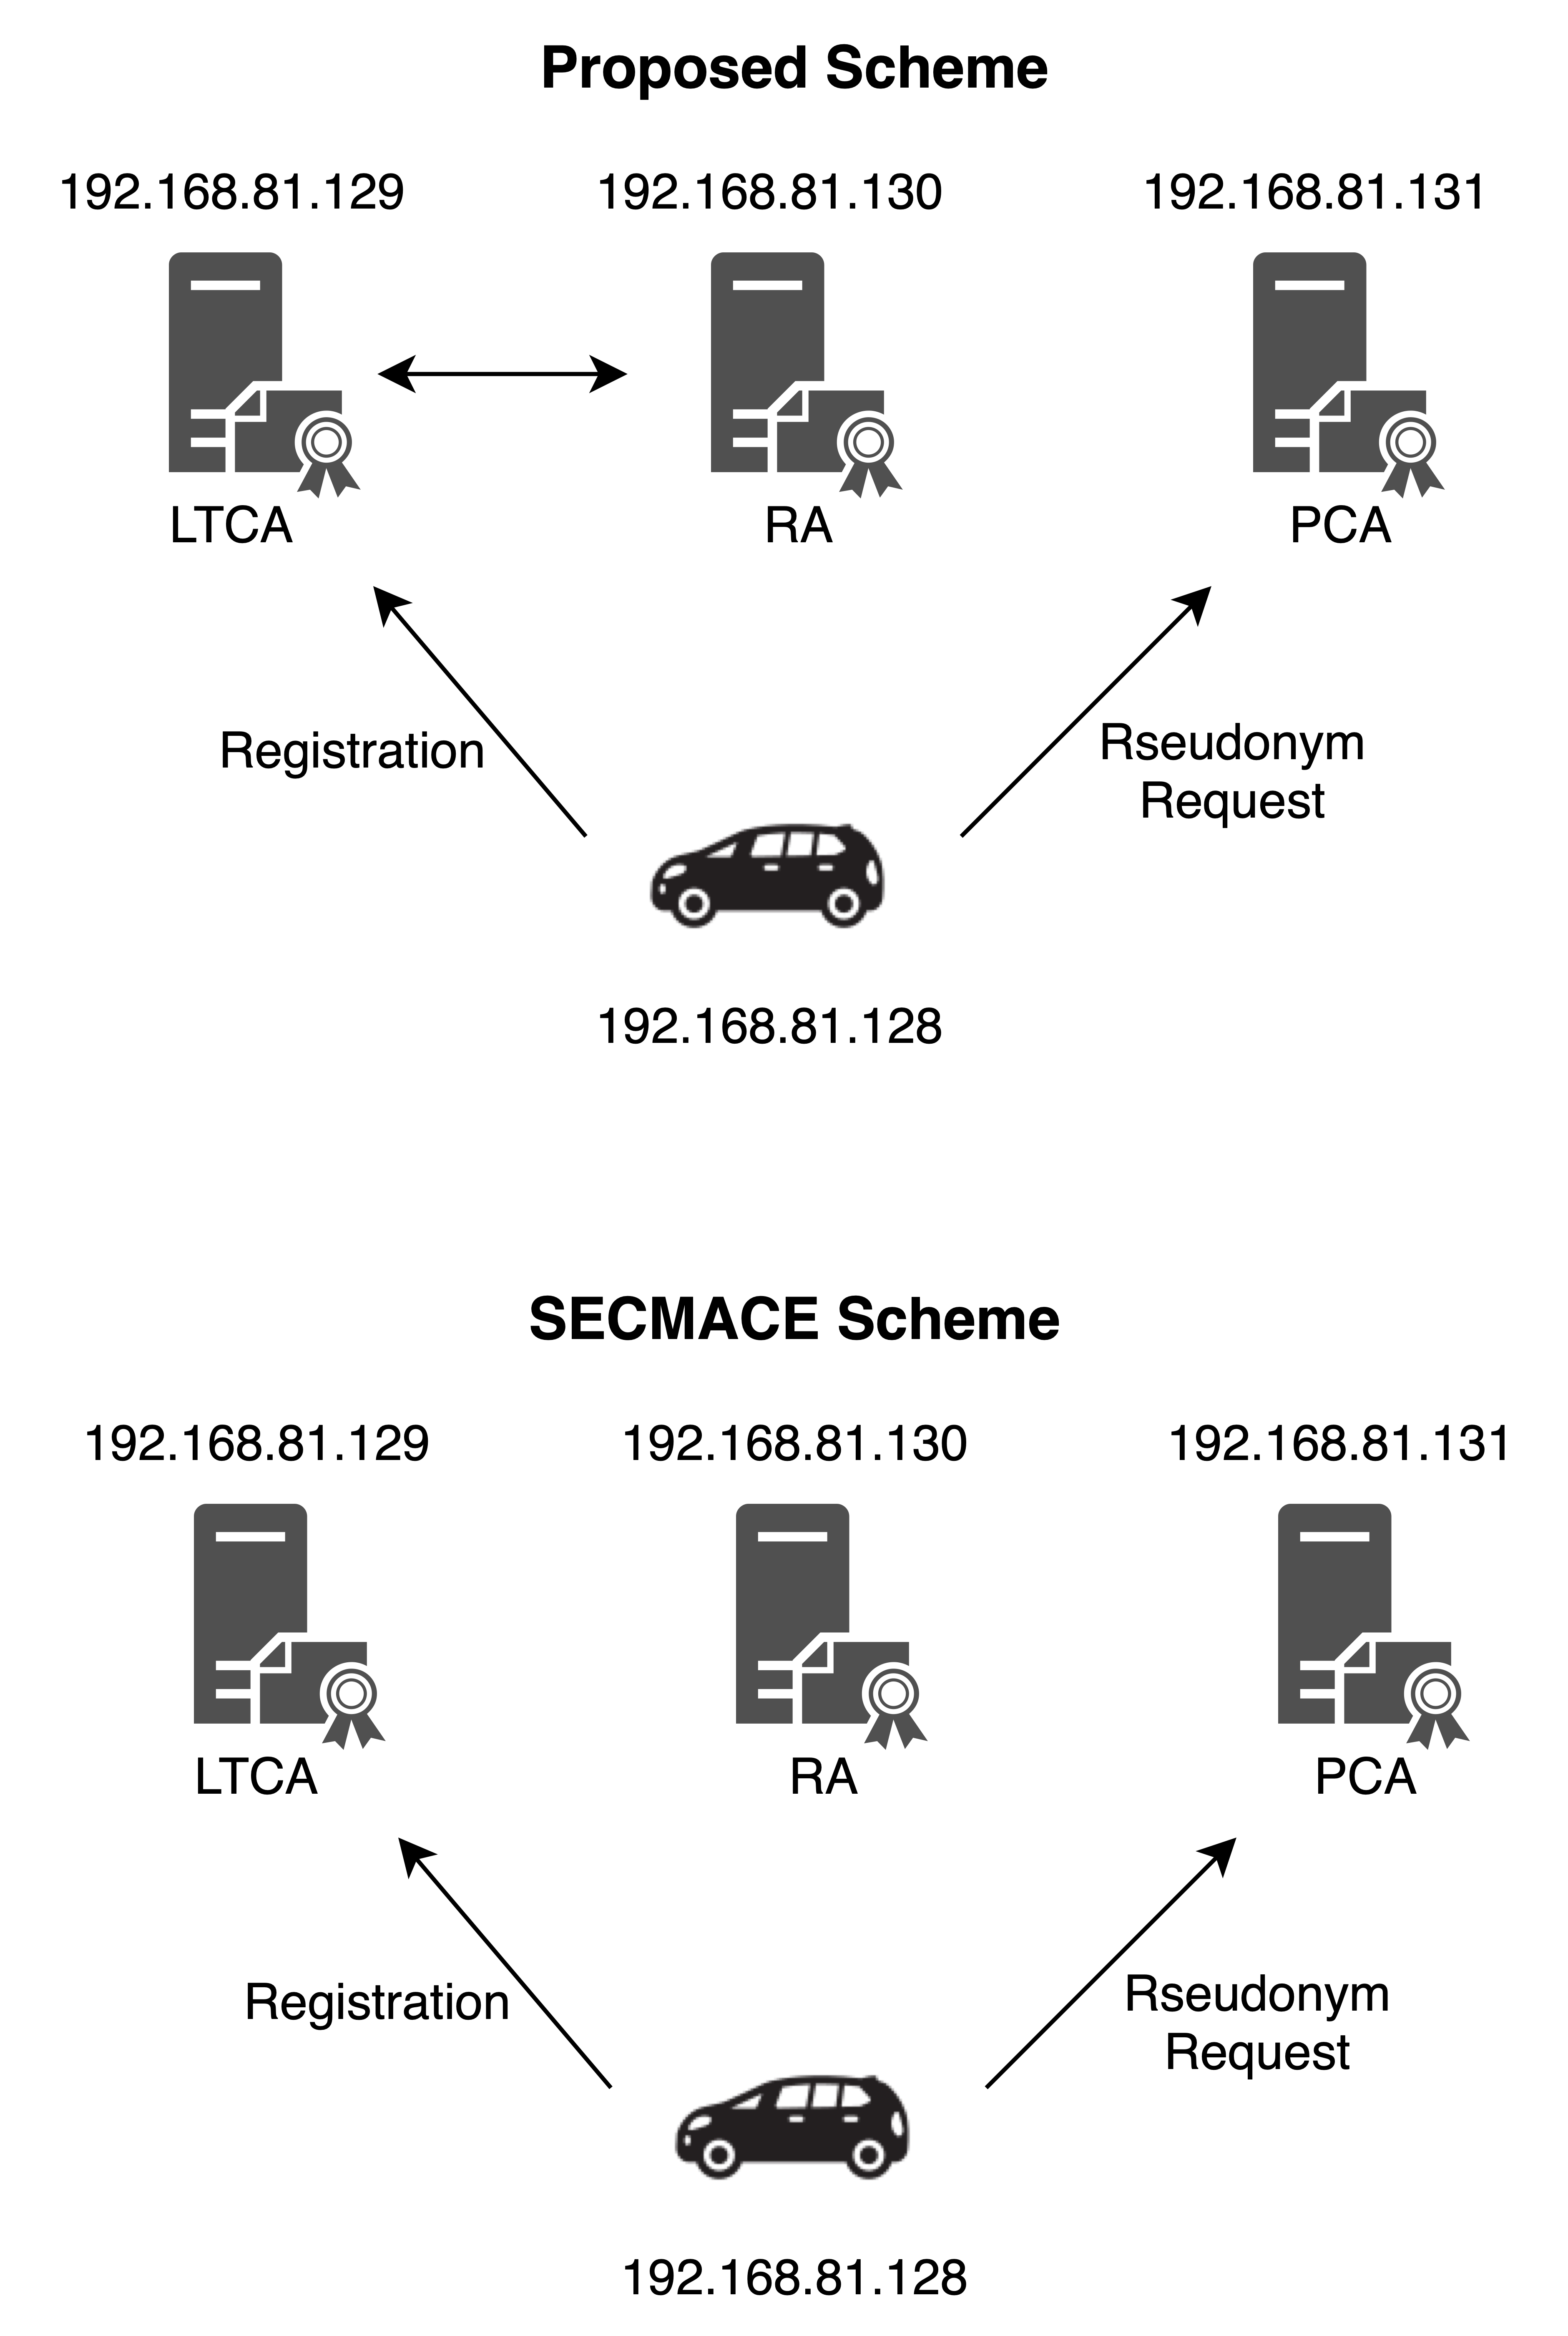 Proposed Scheme
192.168.81.129 192.168.81.130 192.168.81.131
LTCA RA PCA
Registration
Rseudonym
Request
192.168.81.128
SECMACE Scheme
192.168.81.129 192.168.81.130 192.168.81.131
LTCA RA PCA
Registration
Rseudonym
Request
192.168.81.128